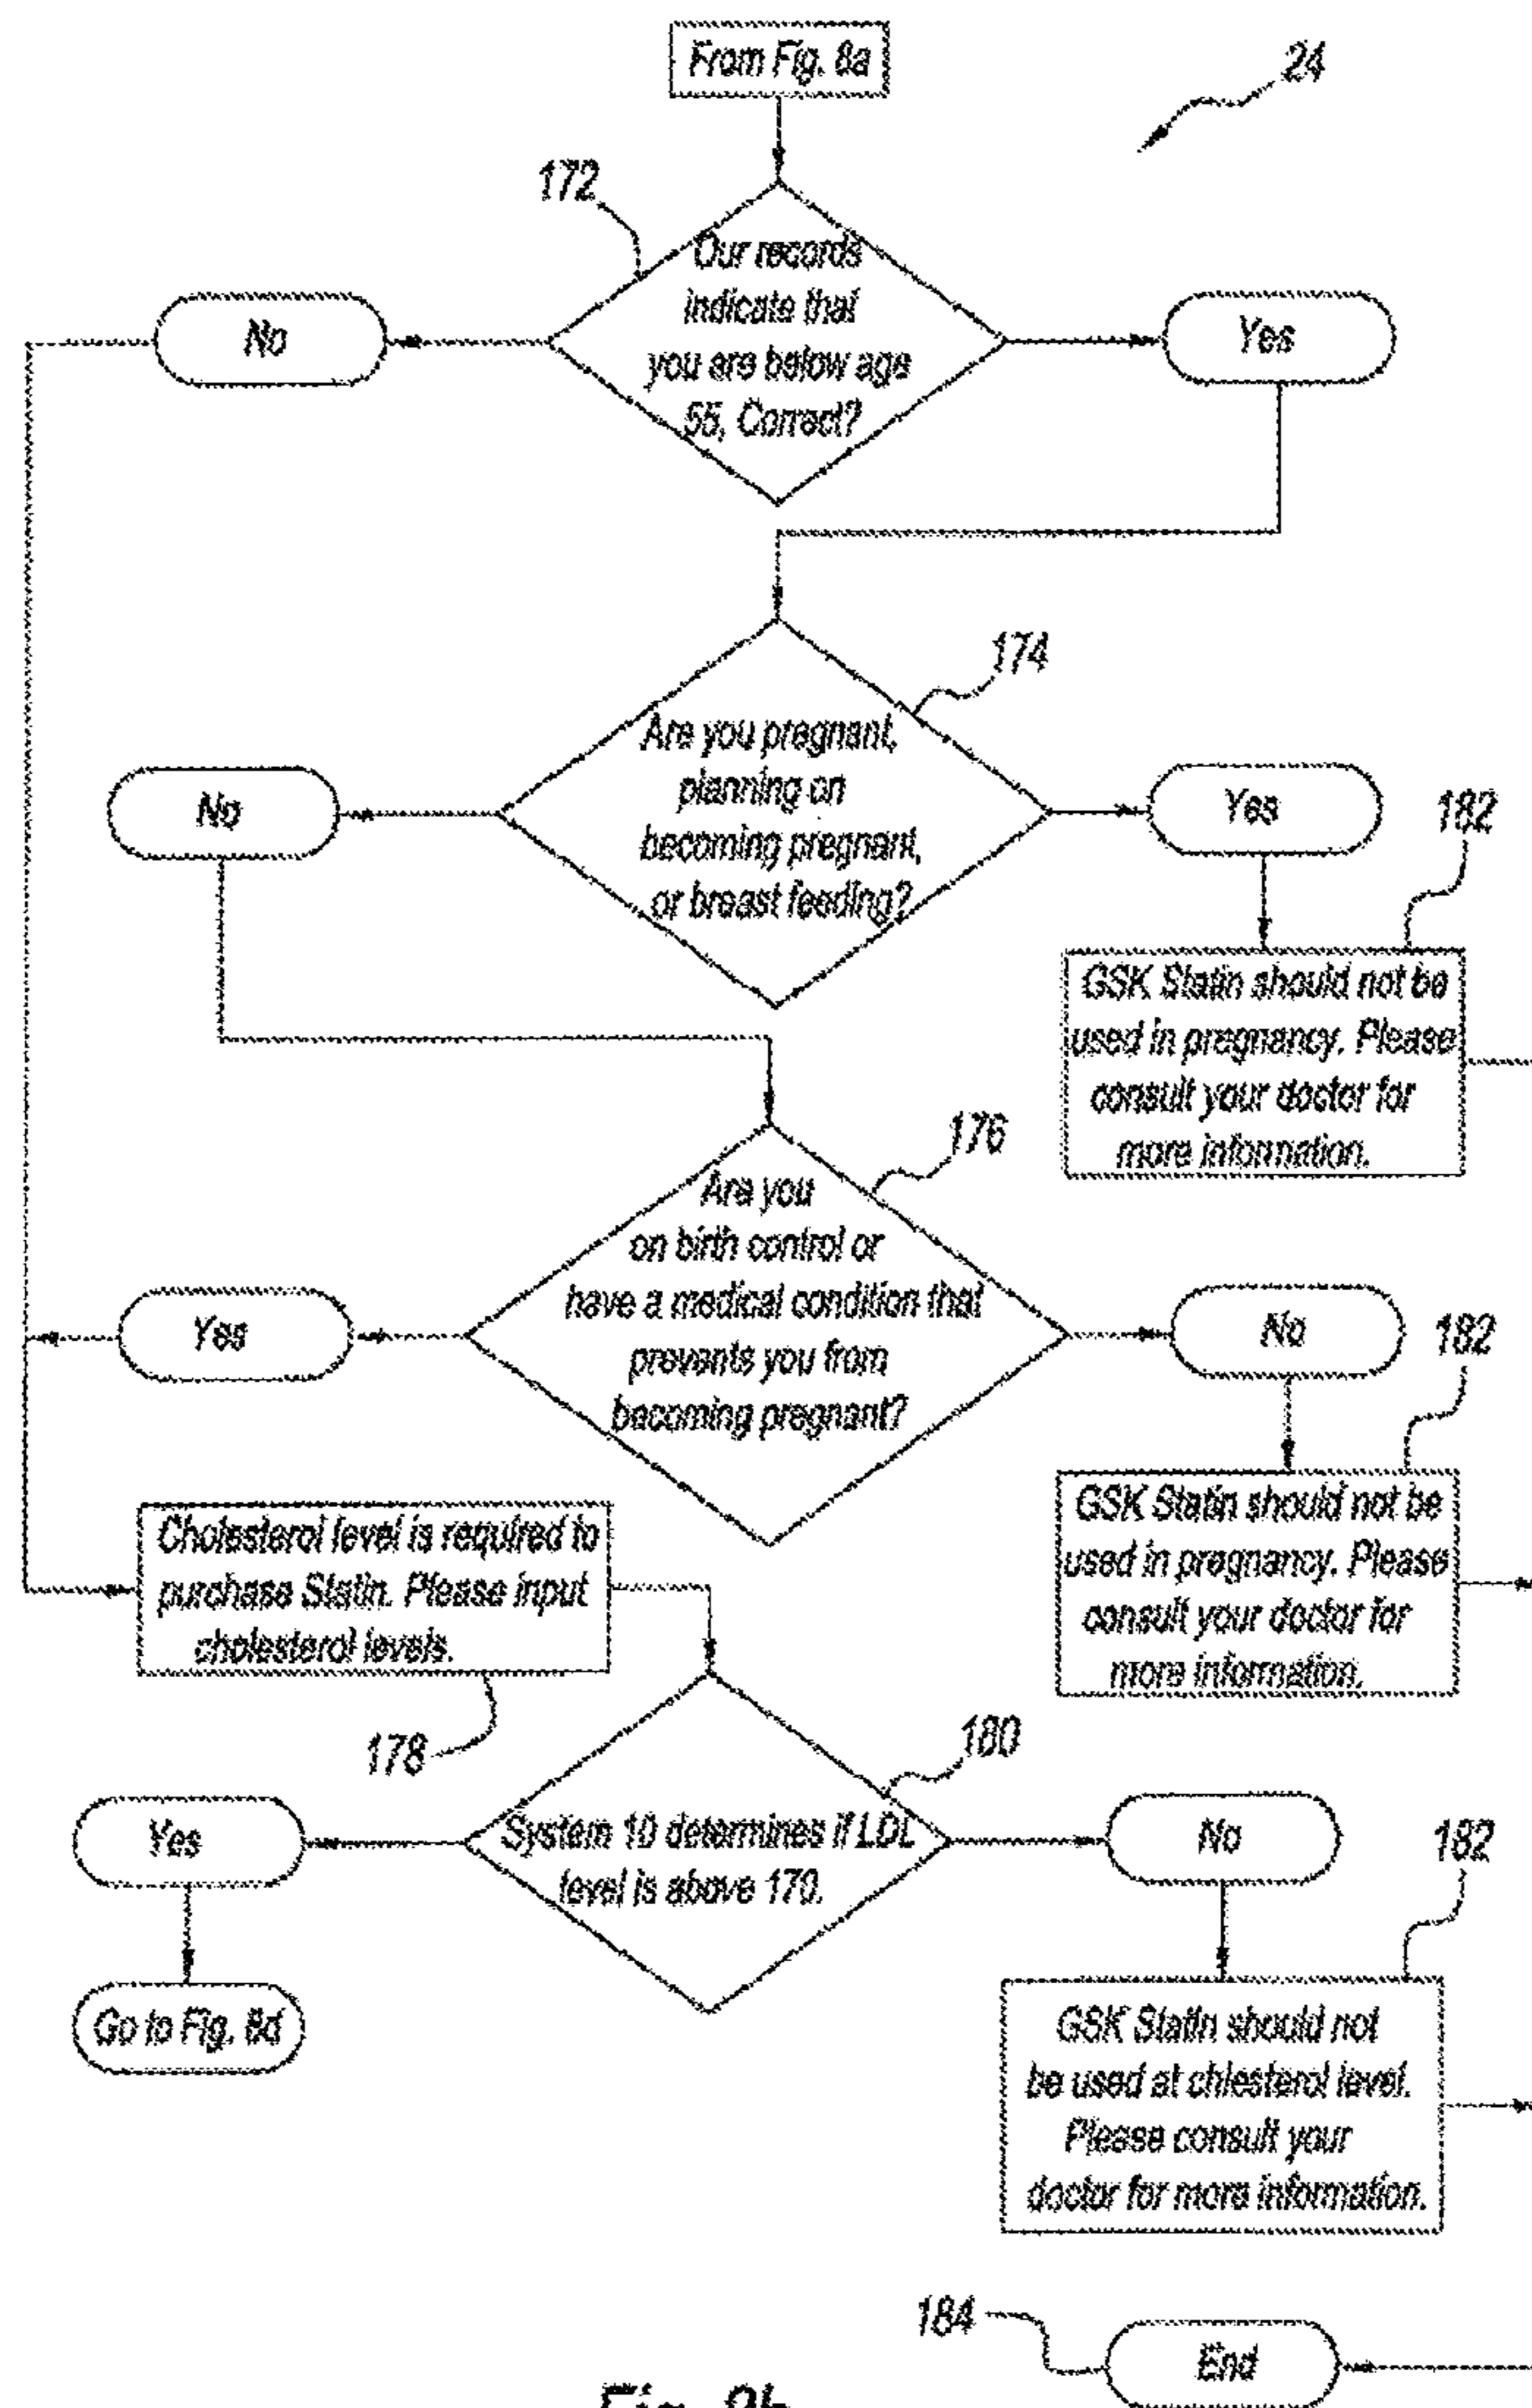 From Fig. 8a
24
172
Our records
indicate that
you are below age
55, Correct?
No
Yes
174
Are you pregnant,
planning on
becoming pregnant,
or breast feeding?
No
Yes
182
GSK Statin should not be
used in pregnancy. Please
consult your doctor for
more information.
176
Are you
on birth control or
have a medical condition that
prevents you from
becoming pregnant?
Yes
No
182
GSK Statin should not be
used in pregnancy. Please
consult your doctor for
more information.
Cholesterol level is required to
purchase Statin. Please input
cholesterol levels.
178
180
System 10 determines if LDL
level is above 170.
Yes
No
182
Go to Fig. 8d
GSK Statin should not
be used at chlesterol level.
Please consult your
doctor for more information.
184
End